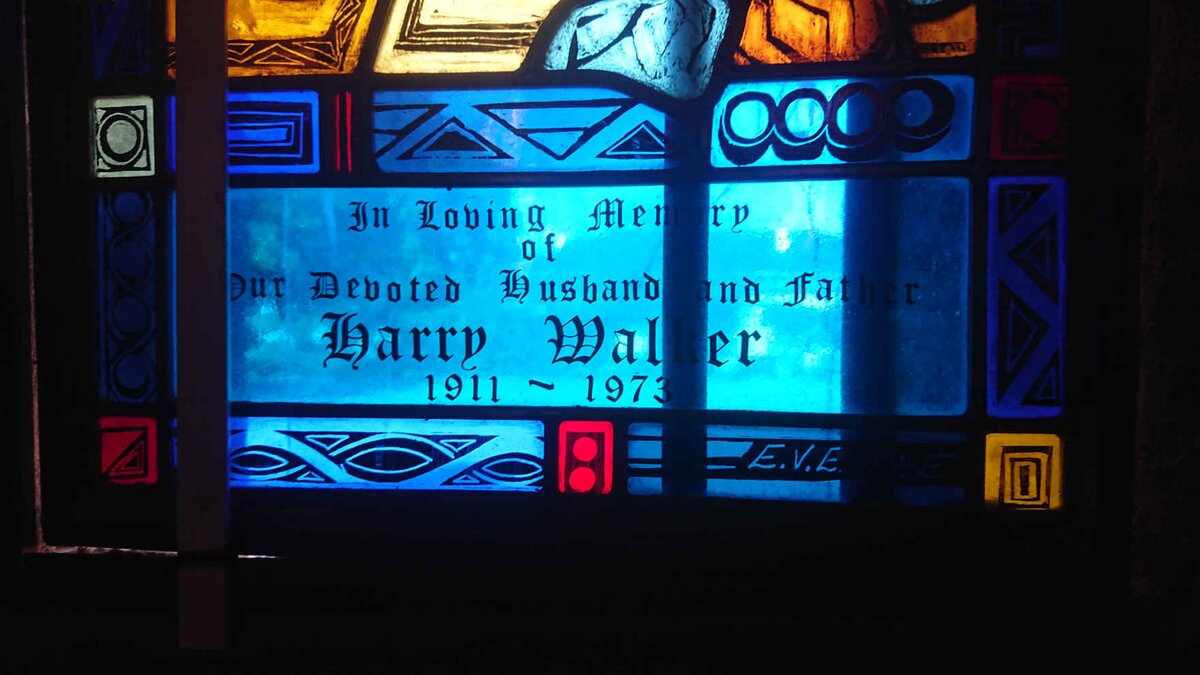 In Loving Memory
of
Our Devoted Husband and Father
Harry Walker
1911 ~ 1973
E.V.E.